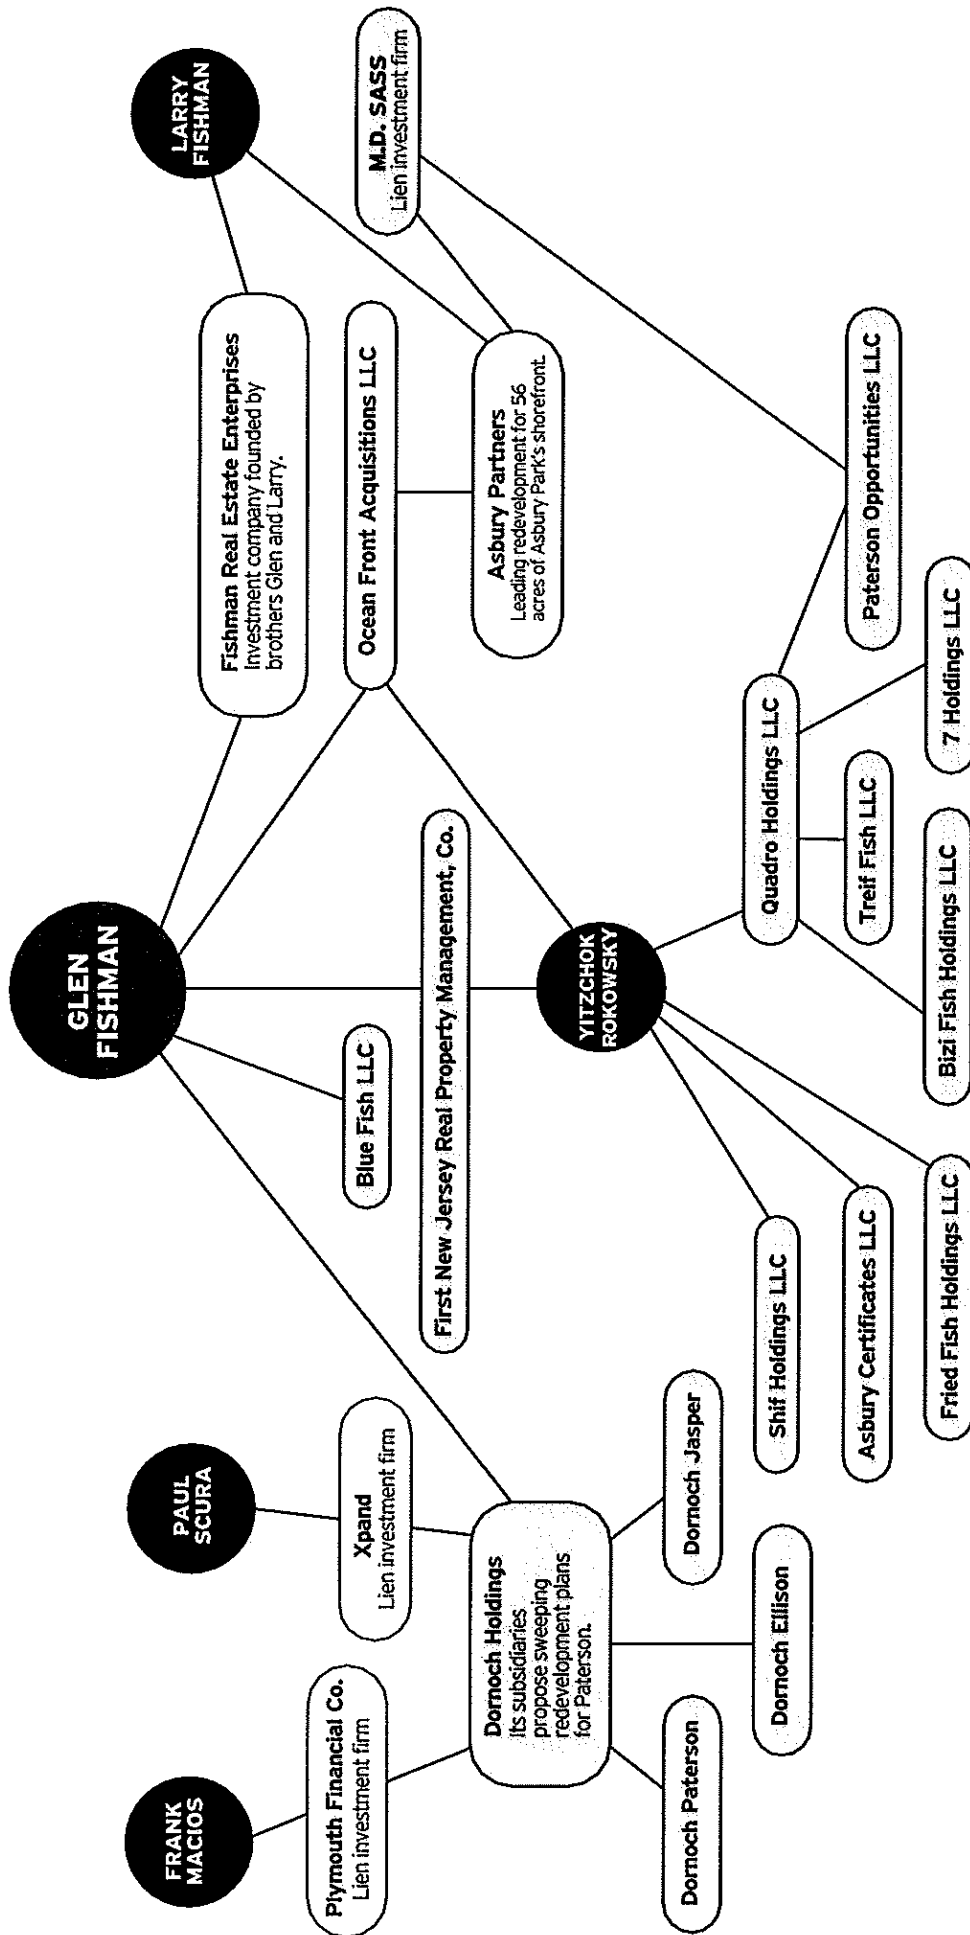 GLEN
FISHMAN
FRANK
MACIOS
PAUL
SCURA
LARRY
FISHMAN
Plymouth Financial Co.
Lien investment firm
Xpand
Lien investment firm
Blue Fish LLC
Fishman Real Estate Enterprises
Investment company founded by
brothers Glen and Larry.
Ocean Front Acquisitions LLC
M.D. SASS
Lien investment firm
First New Jersey Real Property Management, Co.
Dornoch Holdings
Its subsidiaries
propose sweeping
redevelopment plans
for Paterson.
Asbury Partners
Leading redevelopment for 56
acres of Asbury Park's shorefront.
YITZCHOK
ROKOWSKY
Dornoch Paterson
Dornoch Jasper
Dornoch Ellison
Shif Holdings LLC
Quadro Holdings LLC
Asbury Certificates LLC
Treif Fish LLC
Paterson Opportunities LLC
Fried Fish Holdings LLC
Bizi Fish Holdings LLC
7 Holdings LLC